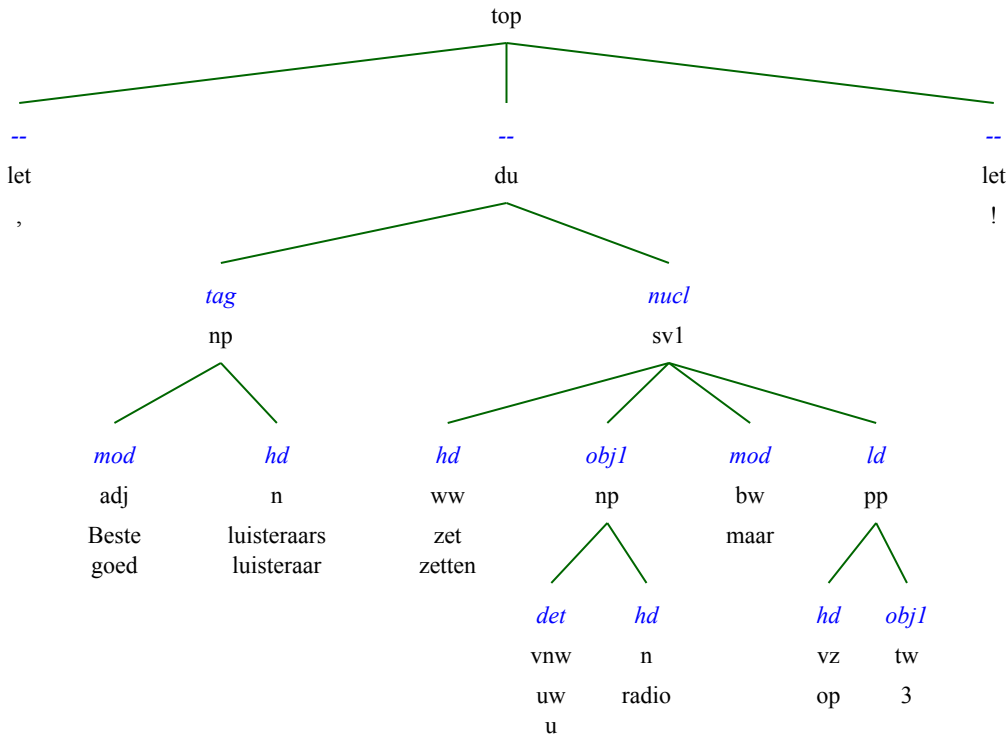 top
-- -- --
let du let
, !
tag nucl
np sv1
mod hd hd obj1 mod ld
adj n ww np bw pp
Beste luisteraars zet maar
goed luisteraar zetten
det hd hd obj1
vnw n vz tw
uw radio op 3
u